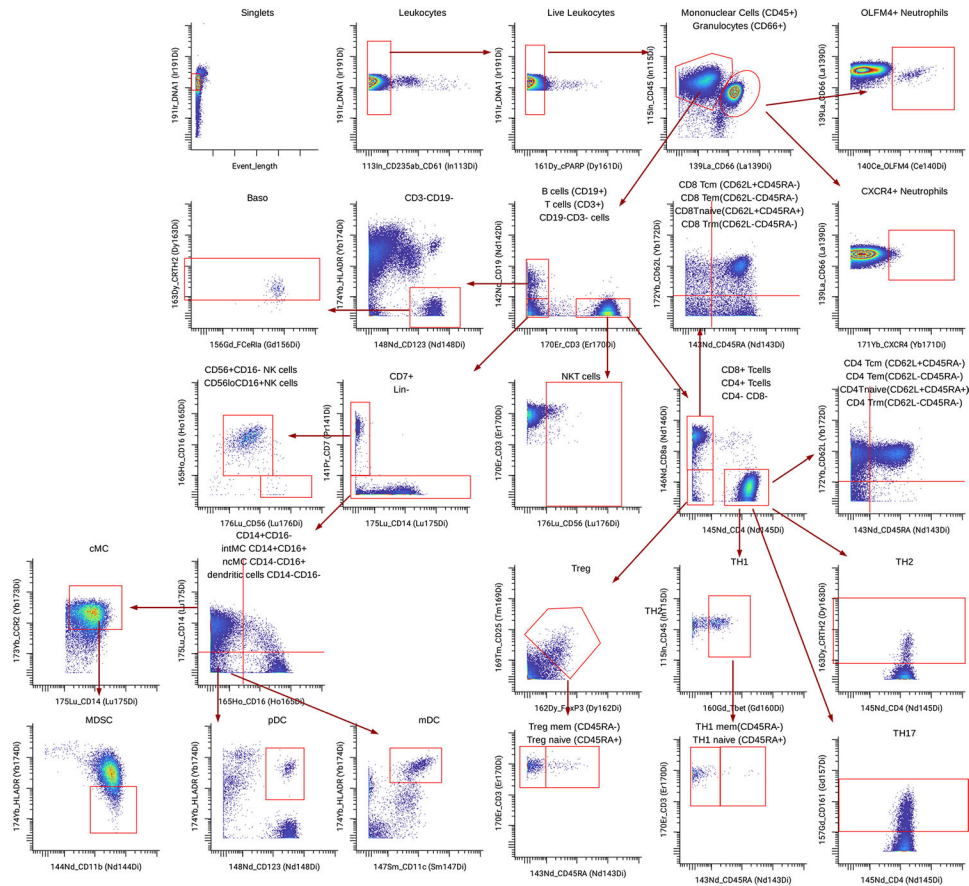 Singlets
191Ir_DNA1 (Ir191Di)
Event_length
Leukocytes
191Ir_DNA1 (Ir191Di)
113In_CD235ab_CD61 (In113Di)
Live Leukocytes
191Ir_DNA1 (Ir191Di)
161Dy_cPARP (Dy161Di)
Mononuclear Cells (CD45+)
Granulocytes (CD66+)
115In_CD45 (In115Di)
139La_CD66 (La139Di)
OLFM4+ Neutrophils
139La_CD66 (La139Di)
140Ce_OLFM4 (Ce140Di)
Baso
163Dy_CRTH2 (Dy163Di)
156Gd_FCeRIa (Gd156Di)
CD3-CD19-
174Yb_HLADR (Yb174Di)
148Nd_CD123 (Nd148Di)
B cells (CD19+)
T cells (CD3+)
CD19-CD3- cells
142Nd_CD19 (Nd142Di)
170Er_CD3 (Er170Di)
CD8 Tcm (CD62L+CD45RA-)
CD8 Tem(CD62L-CD45RA-)
CD8Tnaive(CD62L+CD45RA+)
CD8 Trm(CD62L-CD45RA-)
172Yb_CD62L (Yb172Di)
143Nd_CD45RA (Nd143Di)
CXCR4+ Neutrophils
139La_CD66 (La139Di)
171Yb_CXCR4 (Yb171Di)
CD56+CD16- NK cells
CD56loCD16+NK cells
165Ho_CD16 (Ho165Di)
176Lu_CD56 (Lu176Di)
CD7+
Lin-
141Pr_CD7 (Pr141Di)
175Lu_CD14 (Lu175Di)
NKT cells
170Er_CD3 (Er170Di)
176Lu_CD56 (Lu176Di)
CD8+ Tcells
CD4+ Tcells
CD4- CD8-
146Nd_CD8a (Nd146Di)
145Nd_CD4 (Nd145Di)
CD4 Tcm (CD62L+CD45RA-)
CD4 Tem(CD62L-CD45RA-)
CD4Tnaive(CD62L+CD45RA+)
CD4 Trm(CD62L-CD45RA-)
172Yb_CD62L (Yb172Di)
143Nd_CD45RA (Nd143Di)
cMC
173Yb_CCR2 (Yb173Di)
175Lu_CD14 (Lu175Di)
CD14+CD16-
intMC CD14+CD16+
ncMC CD14-CD16+
dendritic cells CD14-CD16-
175Lu_CD14 (Lu175Di)
165Ho_CD16 (Ho165Di)
Treg
169Tm_CD25 (Tm169Di)
162Dy_FoxP3 (Dy162Di)
TH1
TH2
115In_CD45 (In115Di)
160Gd_Tbet (Gd160Di)
TH2
163Dy_CRTH2 (Dy163Di)
145Nd_CD4 (Nd145Di)
MDSC
174Yb_HLADR (Yb174Di)
144Nd_CD11b (Nd144Di)
pDC
174Yb_HLADR (Yb174Di)
148Nd_CD123 (Nd148Di)
mDC
174Yb_HLADR (Yb174Di)
147Sm_CD11c (Sm147Di)
Treg mem (CD45RA-)
Treg naive (CD45RA+)
170Er_CD3 (Er170Di)
143Nd_CD45RA (Nd143Di)
TH1 mem(CD45RA-)
TH1 naive (CD45RA+)
170Er_CD3 (Er170Di)
143Nd_CD45RA (Nd143Di)
TH17
157Gd_CD161 (Gd157Di)
145Nd_CD4 (Nd145Di)